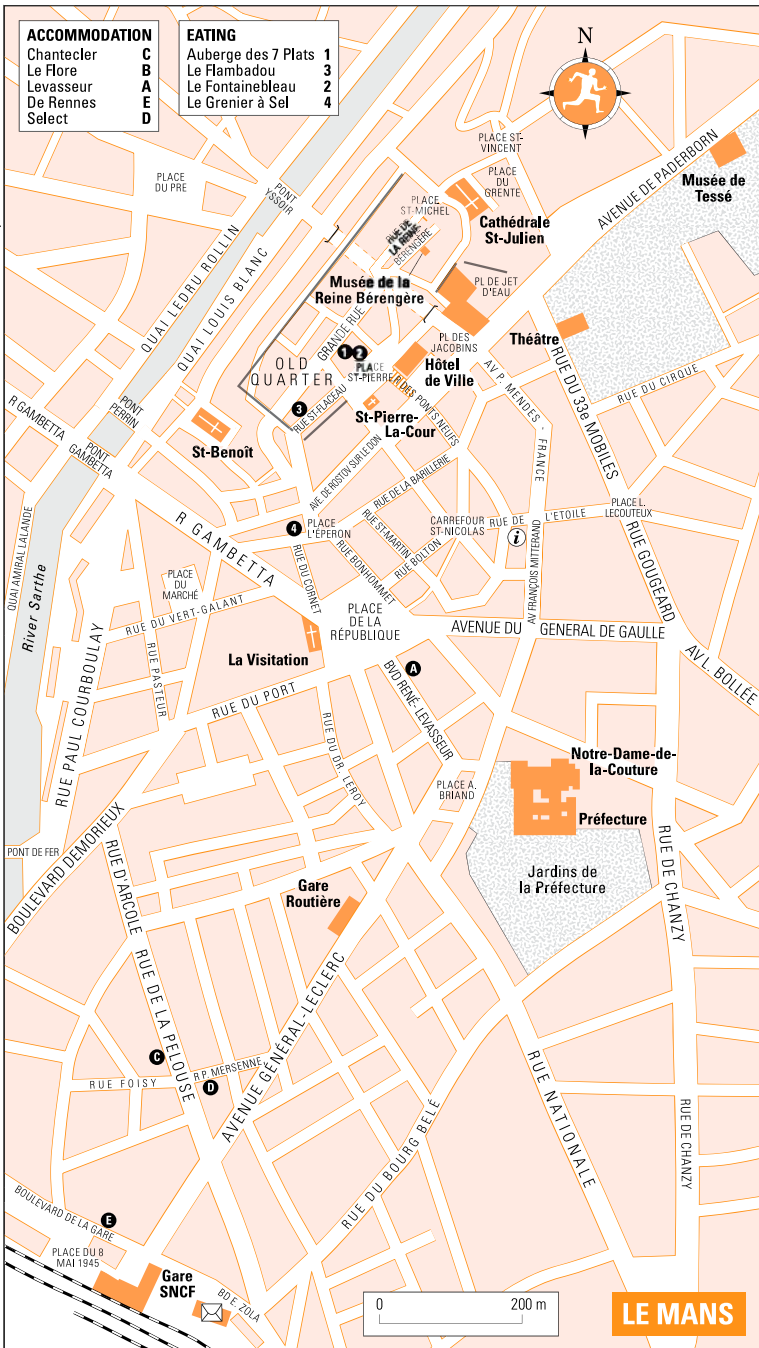 ACCOMMODATION
Chantecler C
Le Flore B
Levasseur A
De Rennes E
Select D
EATING
Auberge des 7 Plats 1
Le Flambadou 3
Le Fontainebleau 2
Le Grenier à Sel 4
N
PLACE ST-
VINCENT
PLACE
DU
GRENTE
AVENUE DE PADERBORN
Musée de
Tessé
PLACE
DU PRE
PONT
YSSOIR
PLACE
ST-MICHEL
Cathédrale
St-Julien
RUE DE
LA REINE
BÉRENGÈRE
QUAI LEDRU ROLLIN
QUAI LOUIS BLANC
Musée de la
Reine Bérengère
PL DE JET
D'EAU
GRANDE RUE
PL DES
JACOBINS
Théâtre
OLD
QUARTER
1
2
PLACE
ST-PIERRE
Hôtel
de Ville
AV P. MENDES - FRANCE
RUE DU 33e MOBILES
RUE DU CIRQUE
3
RUE ST-FLACEAU
St-Pierre-
La-Cour
R DES PONTS NEUFS
R GAMBETTA
PONT
PERRIN
PONT
GAMBETTA
St-Benoît
AVE. DE ROSTOV SUR LE DON
RUE DE LA BARILLERIE
R GAMBETTA
4
PLACE
L'ÉPERON
RUE ST-MARTIN
CARREFOUR
ST-NICOLAS
RUE DE L'ETOILE
PLACE L.
LECOUTEUX
i
RUE BOLTON
RUE BONHOMMET
RUE DU CORNET
QUAI AMIRAL LALANDE
River Sarthe
PLACE
DU
MARCHÉ
RUE DU VERT-GALANT
AV FRANÇOIS MITTERAND
RUE GOUGEARD
PLACE
DE LA
RÉPUBLIQUE
AVENUE DU GENERAL DE GAULLE
AV L. BOLLÉE
La Visitation
RUE PASTEUR
RUE PAUL COURBOULAY
A
BVD RENÉ- LEVASSEUR
RUE DU PORT
RUE DU DR. LEROY
Notre-Dame-de-
la-Couture
PLACE A.
BRIAND
Préfecture
PONT DE FER
BOULEVARD DEMORIEUX
RUE D'ARCOLE
Jardins de
la Préfecture
RUE DE CHANZY
Gare
Routière
RUE DE LA PELOUSE
AVENUE GÉNÉRAL-LECLERC
C
R P. MERSENNE
RUE FOISY
D
RUE NATIONALE
RUE DE CHANZY
RUE DU BOURG BELÉ
BOULEVARD DE LA GARE
E
PLACE DU 8
MAI 1945
Gare
SNCF
BD E. ZOLA
0 200 m
LE MANS